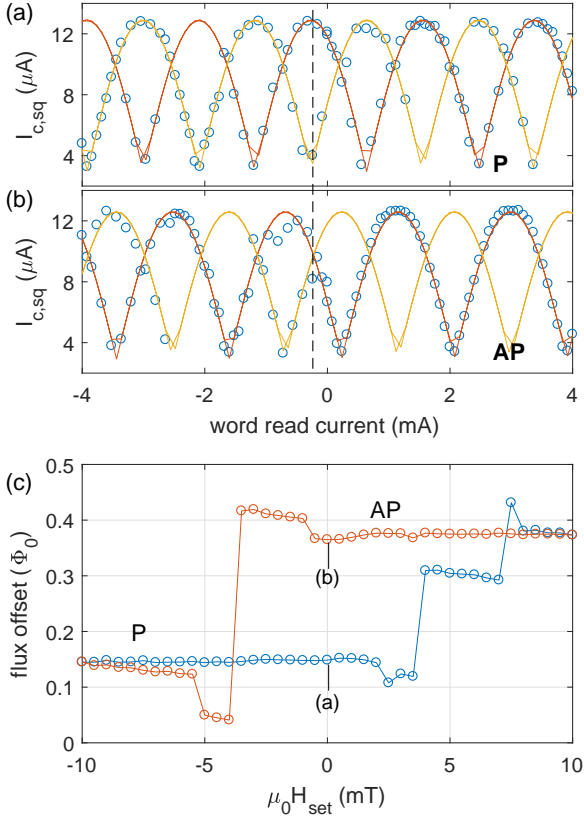 (a)
12
8
4
I_c,sq (μA)
P
(b)
12
8
4
I_c,sq (μA)
AP
-4 -2 0 2 4
word read current (mA)
(c)
0.5
0.4
0.3
0.2
0.1
0
flux offset (Φ_0)
AP
(b)
P
(a)
-10 -5 0 5 10
μ_0H_set (mT)